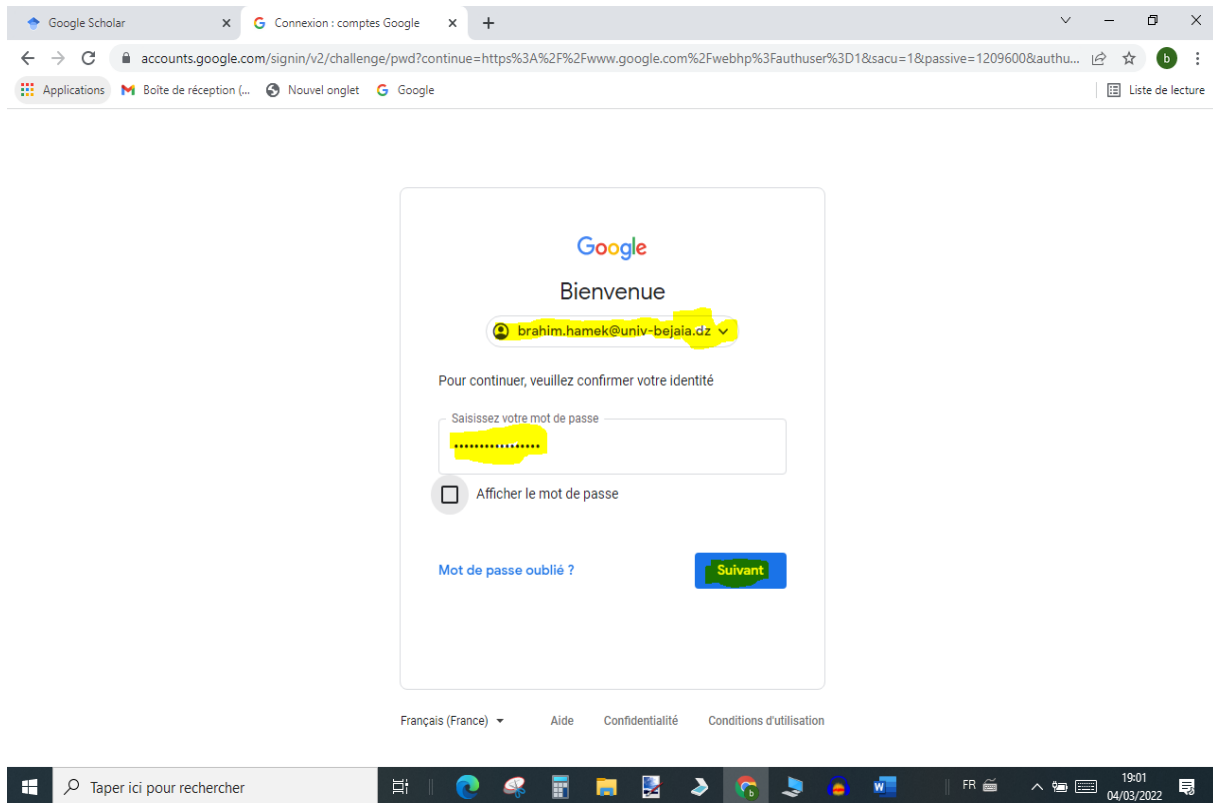 Google Scholar
Connexion : comptes Google
accounts.google.com/signin/v2/challenge/pwd?continue=https%3A%2F%2Fwww.google.com%2Fwebhp%3Fauthuser%3D1&sacu=1&passive=1209600&authu...
b
Applications
Boîte de réception (...
Nouvel onglet
Google
Liste de lecture
Google
Bienvenue
brahim.hamek@univ-bejaia.dz
Pour continuer, veuillez confirmer votre identité
Saisissez votre mot de passe
•••••••••••••••••
Afficher le mot de passe
Mot de passe oublié ?
Suivant
Français (France)
Aide
Confidentialité
Conditions d'utilisation
Taper ici pour rechercher
FR
19:01
04/03/2022